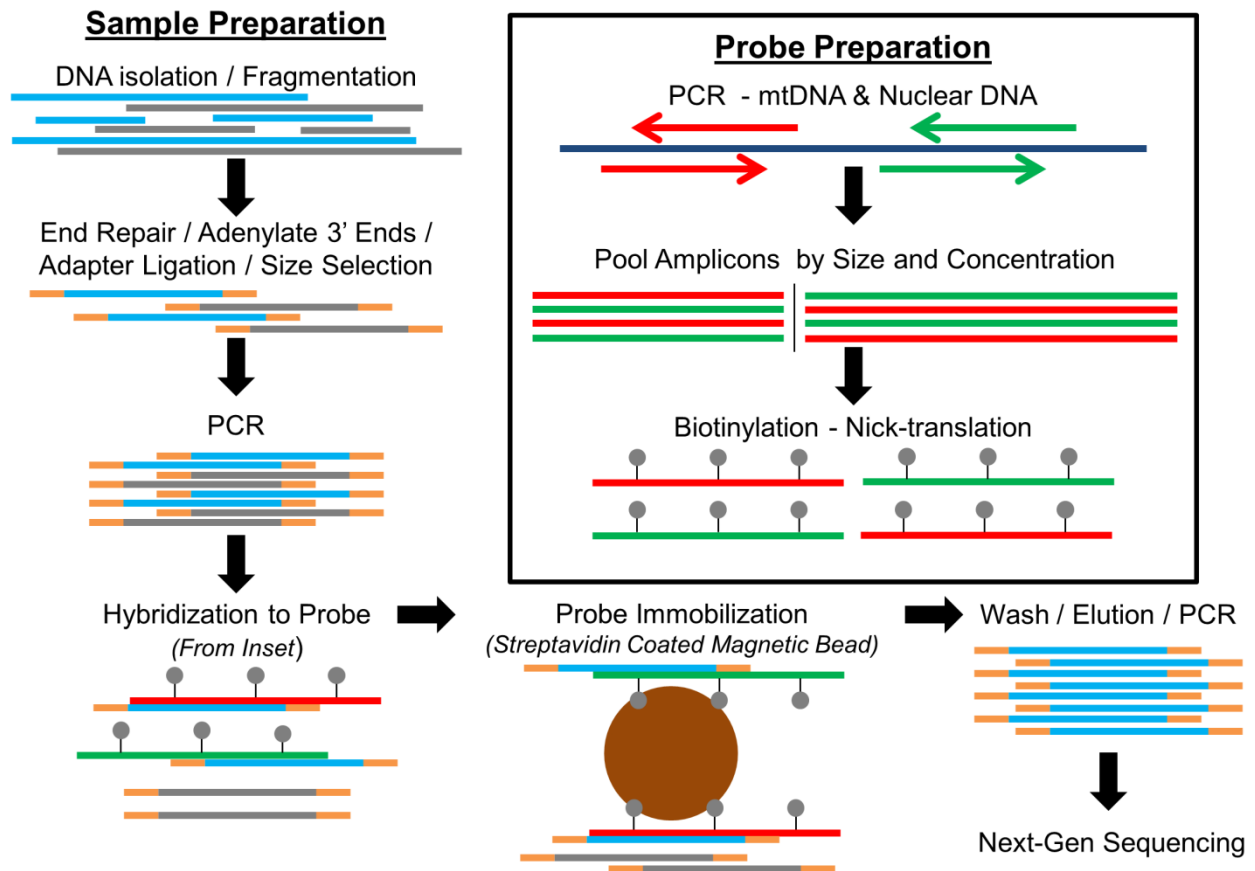 Sample Preparation
DNA isolation / Fragmentation
End Repair / Adenylate 3’ Ends /
Adapter Ligation / Size Selection
PCR
Hybridization to Probe
(From Inset)
Probe Preparation
PCR - mtDNA & Nuclear DNA
Pool Amplicons by Size and Concentration
Biotinylation - Nick-translation
Probe Immobilization
(Streptavidin Coated Magnetic Bead)
Wash / Elution / PCR
Next-Gen Sequencing